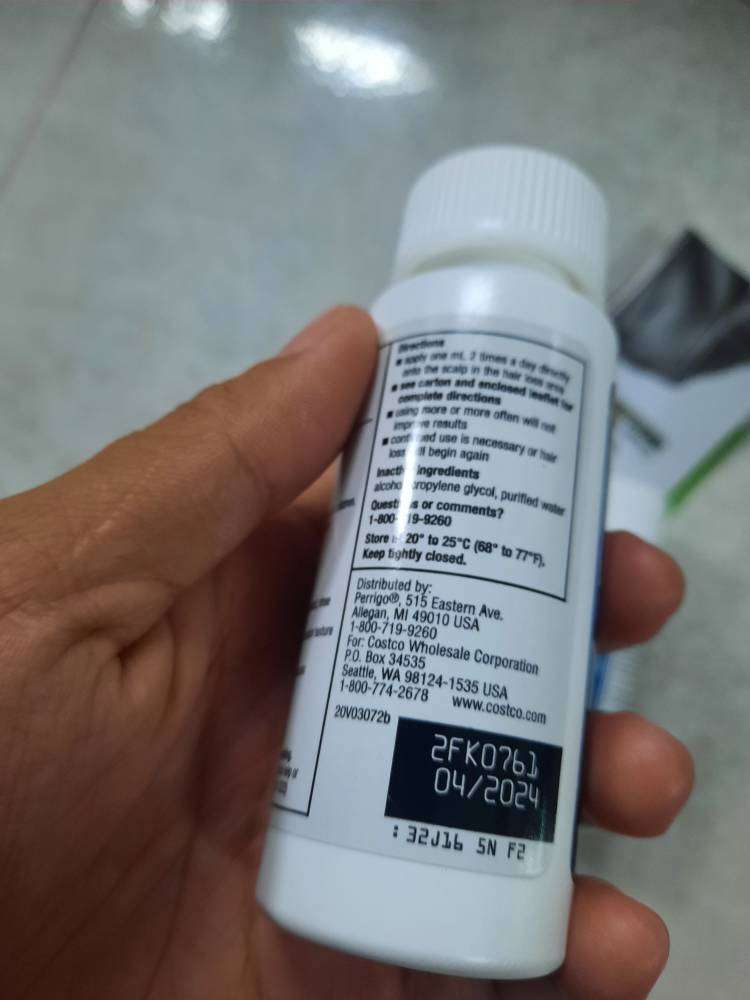 Directions
■ apply one mL 2 times a day directly
onto the scalp in the hair loss area
■ see carton and enclosed leaflet for
complete directions
■ using more or more often will not
improve results
■ continued use is necessary or hair
loss will begin again
Inactive ingredients
alcohol, propylene glycol, purified water
Questions or comments?
1-800-719-9260
Store at 20° to 25°C (68° to 77°F).
Keep tightly closed.
Distributed by:
Perrigo®, 515 Eastern Ave.
Allegan, MI 49010 USA
1-800-719-9260
For: Costco Wholesale Corporation
P.O. Box 34535
Seattle, WA 98124-1535 USA
1-800-774-2678 www.costco.com
20V03072b
2FK0761
04/2024
: 32J16 SN F2